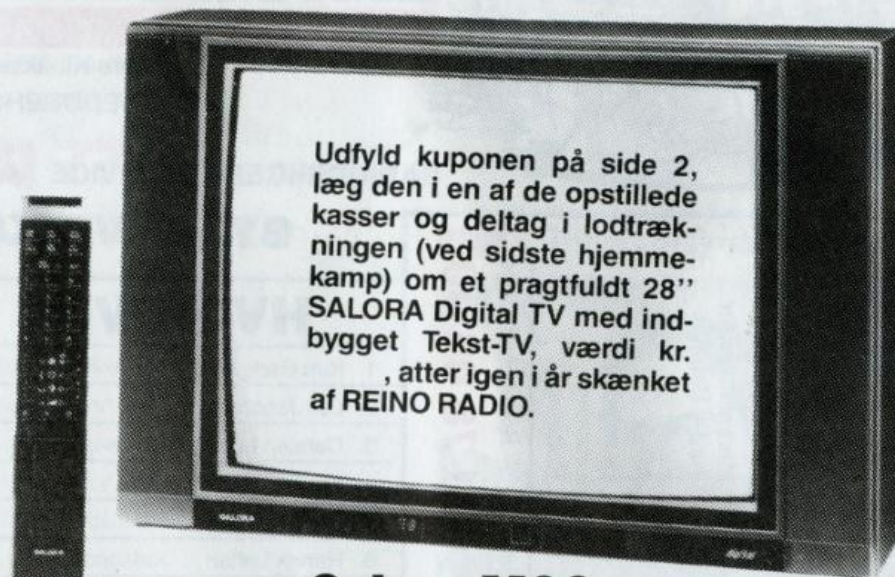 Udfyld kuponen på side 2,
læg den i en af de opstillede
kasser og deltag i lodtræk-
ningen (ved sidste hjemme-
kamp) om et pragtfuldt 28”
SALORA Digital TV med ind-
bygget Tekst-TV, værdi kr.
, atter igen i år skænket
af REINO RADIO.
SALORA
SALORA